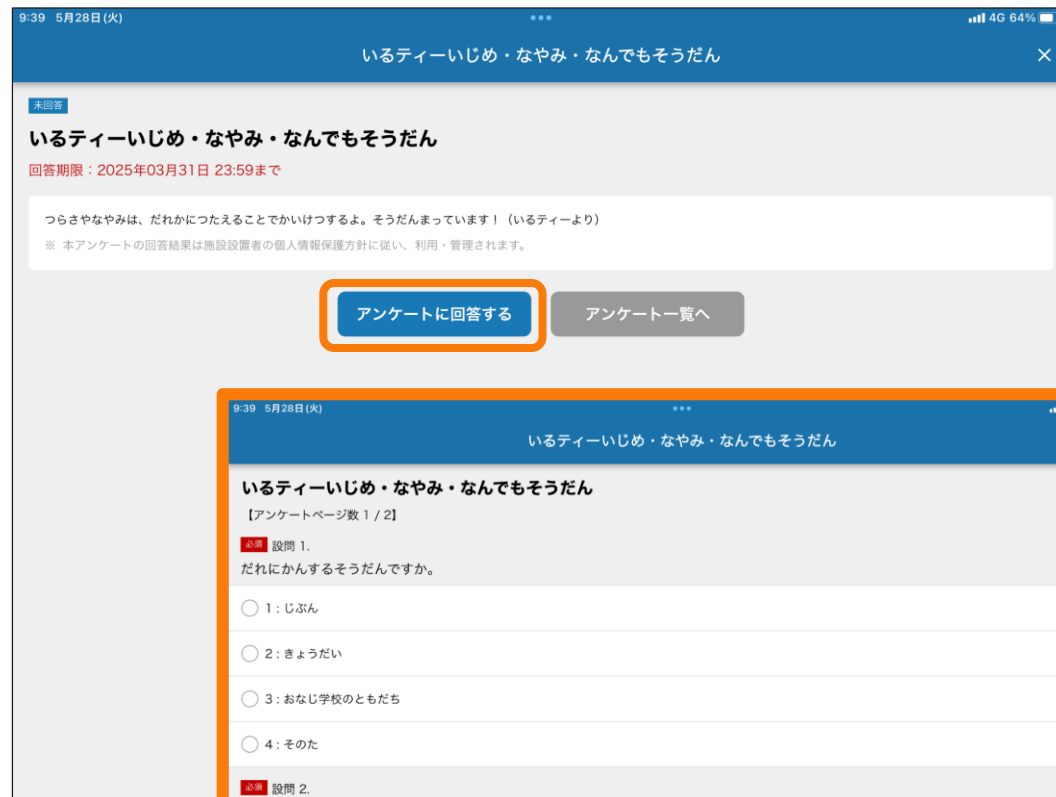 9:39 5月28日(火)
4G 64%
いるティーいじめ・なやみ・なんでもそうだん
×
未回答
いるティーいじめ・なやみ・なんでもそうだん
回答期限：2025年03月31日 23:59まで
つらさやなやみは、だれかにつたえることでかいけつするよ。そうだんまっています！（いるティーより）
※ 本アンケートの回答結果は施設設置者の個人情報保護方針に従い、利用・管理されます。
アンケートに回答する
アンケート一覧へ
9:39 5月28日(火)
いるティーいじめ・なやみ・なんでもそうだん
いるティーいじめ・なやみ・なんでもそうだん
【アンケートページ数 1 / 2】
必須 設問 1.
だれにかんするそうだんですか。
1 : じぶん
2 : きょうだい
3 : おなじ学校のともだち
4 : そのた
必須 設問 2.